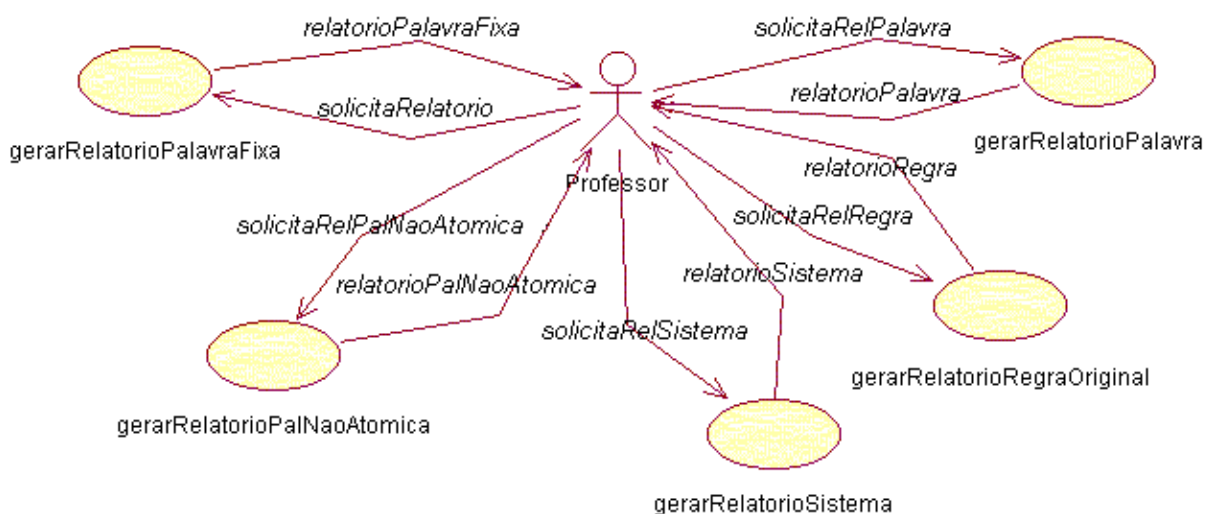 relatorioPalavraFixa
solicitaRelPalavra
solicitaRelatorio
relatorioPalavra
gerarRelatorioPalavraFixa
gerarRelatorioPalavra
relatorioRegra
Professor
solicitaRelPalNaoAtomica
solicitaRelRegra
relatorioPalNaoAtomica
relatorioSistema
solicitaRelSistema
gerarRelatorioRegraOriginal
gerarRelatorioPalNaoAtomica
gerarRelatorioSistema